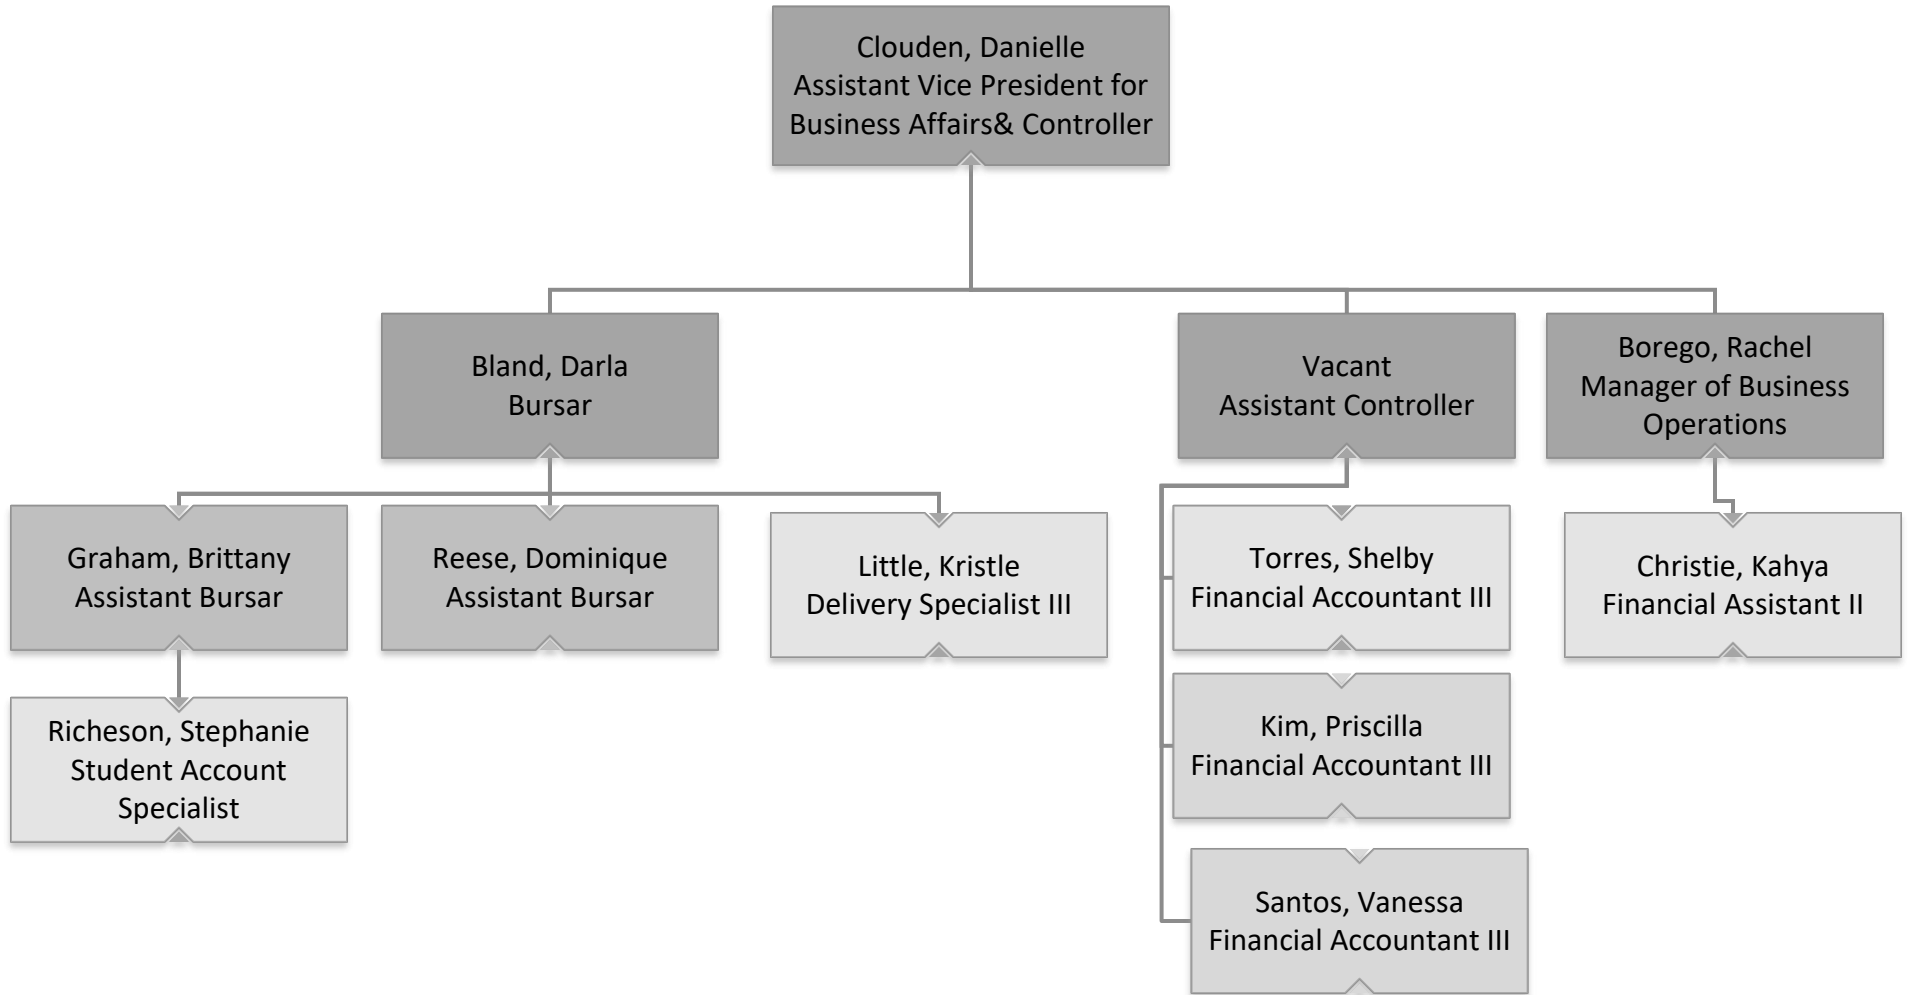 Clouden, Danielle
Assistant Vice President for
Business Affairs& Controller
Bland, Darla
Bursar
Vacant
Assistant Controller
Borego, Rachel
Manager of Business
Operations
Graham, Brittany
Assistant Bursar
Reese, Dominique
Assistant Bursar
Little, Kristle
Delivery Specialist III
Torres, Shelby
Financial Accountant III
Christie, Kahya
Financial Assistant II
Richeson, Stephanie
Student Account
Specialist
Kim, Priscilla
Financial Accountant III
Santos, Vanessa
Financial Accountant III